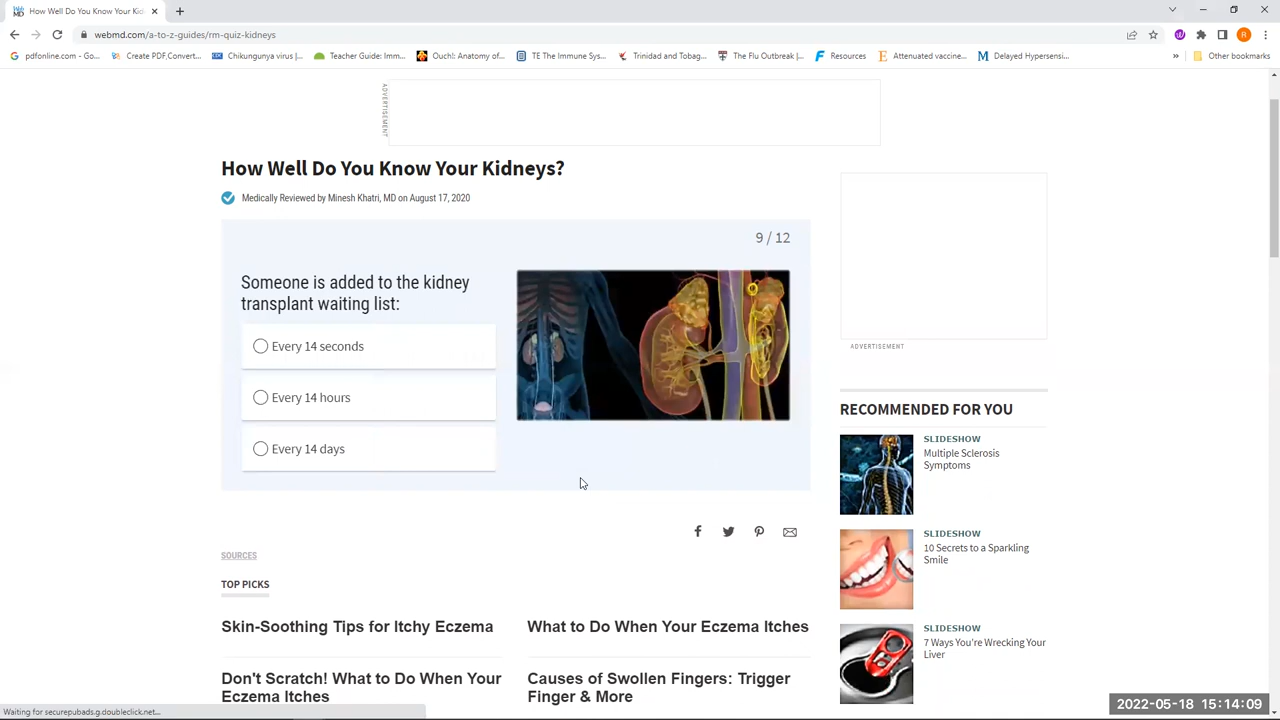 How Well Do You Know Your Kid
webmd.com/a-to-z-guides/rm-quiz-kidneys
pdfonline.com - Go...
Create PDF,Convert...
Chikungunya virus |...
Teacher Guide: Imm...
Ouch!: Anatomy of...
TE The Immune Sys...
Trinidad and Tobag...
The Flu Outbreak |...
Resources
Attenuated vaccine...
Delayed Hypersensi...
»
Other bookmarks
ADVERTISEMENT
How Well Do You Know Your Kidneys?
Medically Reviewed by Minesh Khatri, MD on August 17, 2020
9 / 12
Someone is added to the kidney
transplant waiting list:
Every 14 seconds
Every 14 hours
Every 14 days
ADVERTISEMENT
RECOMMENDED FOR YOU
SLIDESHOW
Multiple Sclerosis
Symptoms
SLIDESHOW
10 Secrets to a Sparkling
Smile
SLIDESHOW
7 Ways You're Wrecking Your
Liver
SOURCES
TOP PICKS
Skin-Soothing Tips for Itchy Eczema
What to Do When Your Eczema Itches
Don't Scratch! What to Do When Your
Eczema Itches
Causes of Swollen Fingers: Trigger
Finger & More
Waiting for securepubads.g.doubleclick.net...
2022-05-18 15:14:09